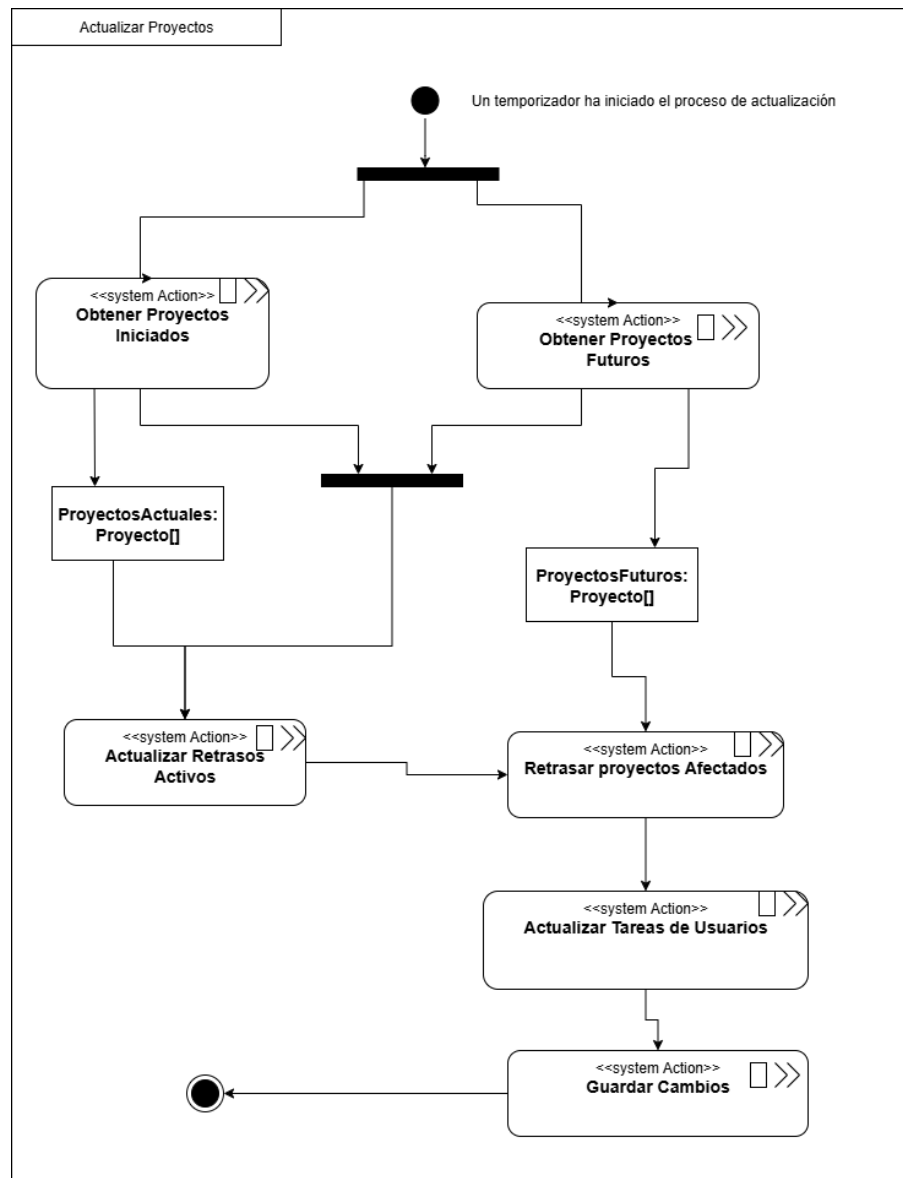 Actualizar Proyectos
Un temporizador ha iniciado el proceso de actualización
<<system Action>>
Obtener Proyectos
Iniciados
<<system Action>>
Obtener Proyectos
Futuros
ProyectosActuales:
Proyecto[]
ProyectosFuturos:
Proyecto[]
<<system Action>>
Actualizar Retrasos
Activos
<<system Action>>
Retrasar proyectos Afectados
<<system Action>>
Actualizar Tareas de Usuarios
<<system Action>>
Guardar Cambios